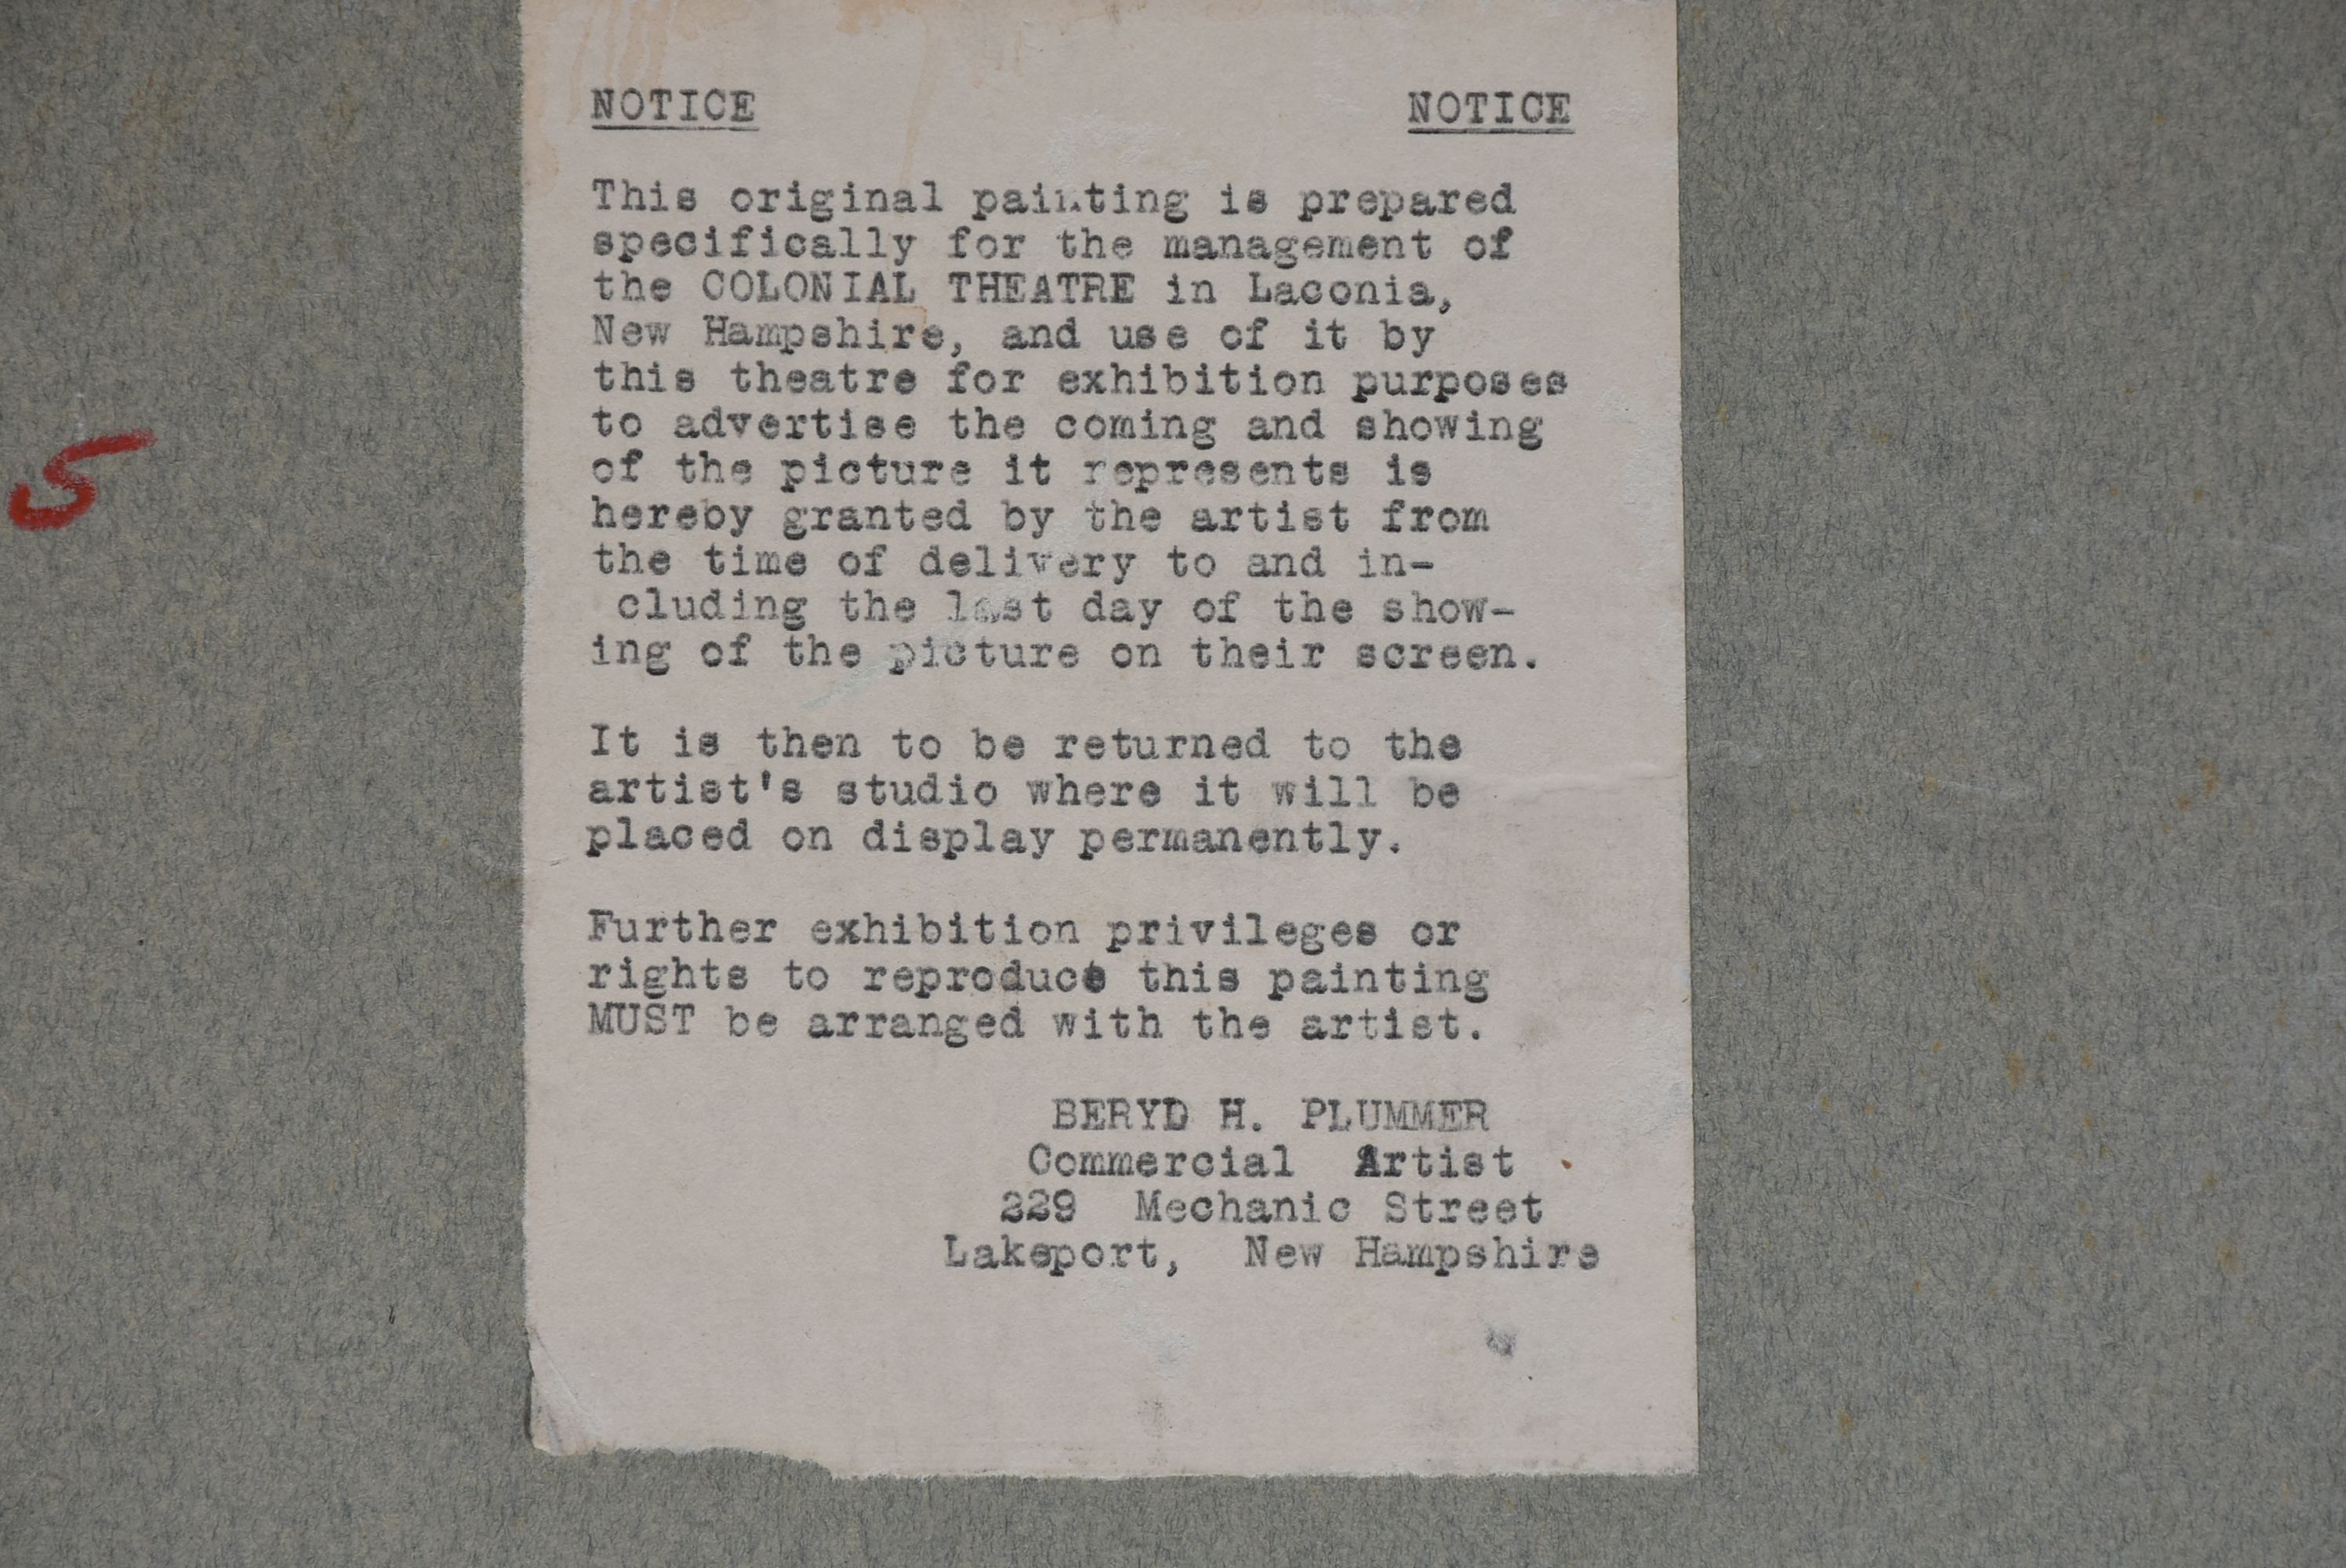 NOTICE NOTICE
This original painting is prepared
specifically for the management of
the COLONIAL THEATRE in Laconia,
New Hampshire, and use of it by
this theatre for exhibition purposes
to advertise the coming and showing
of the picture it represents is
hereby granted by the artist from
the time of delivery to and in-
cluding the last day of the show-
ing of the picture on their screen.
It is then to be returned to the
artist's studio where it will be
placed on display permanently.
Further exhibition privileges or
rights to reproduce this painting
MUST be arranged with the artist.
BERYD H. PLUMMER
Commercial Artist
229 Mechanic Street
Lakeport, New Hampshire
5